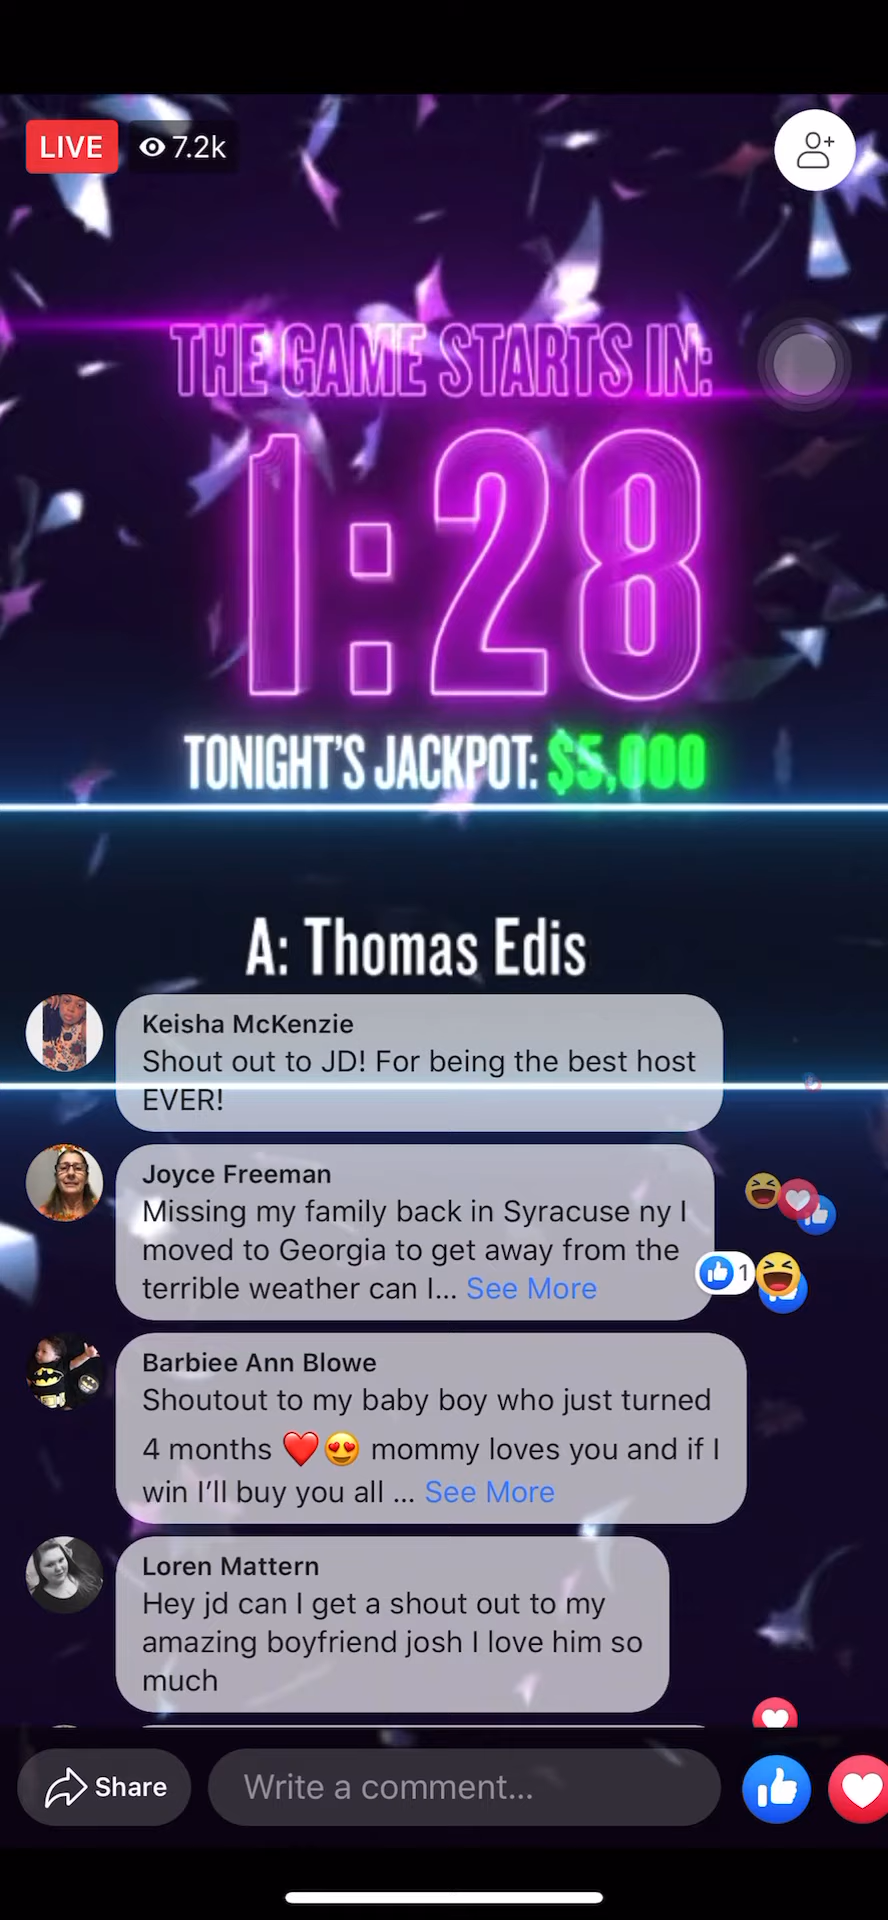 LIVE 7.2k
THE GAME STARTS IN:
1:28
TONIGHT'S JACKPOT: $5,000
A: Thomas Edis
Keisha McKenzie
Shout out to JD! For being the best host
EVER!
Joyce Freeman
Missing my family back in Syracuse ny I
moved to Georgia to get away from the
terrible weather can I... See More
1
Barbiee Ann Blowe
Shoutout to my baby boy who just turned
4 months ❤️😍 mommy loves you and if I
win I'll buy you all ... See More
Loren Mattern
Hey jd can I get a shout out to my
amazing boyfriend josh I love him so
much
Share
Write a comment...